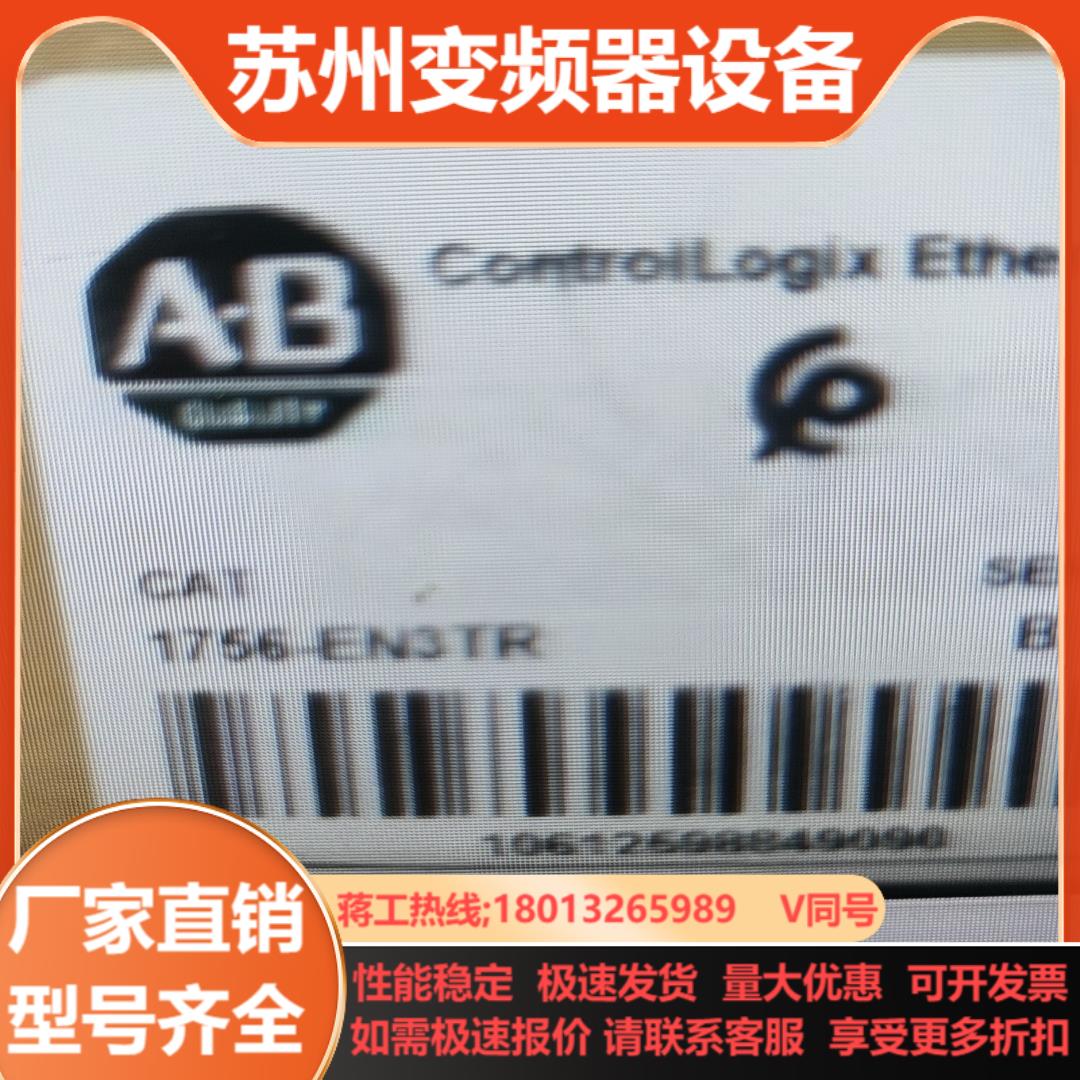 苏州变频器设备
A-B
QUALITY
ControlLogix Ethe
CAT
SE
1756-EN3TR
B
10612598849090
厂家直销
型号齐全
蒋工热线;18013265989 V同号
性能稳定 极速发货 量大优惠 可开发票
如需极速报价 请联系客服 享受更多折扣